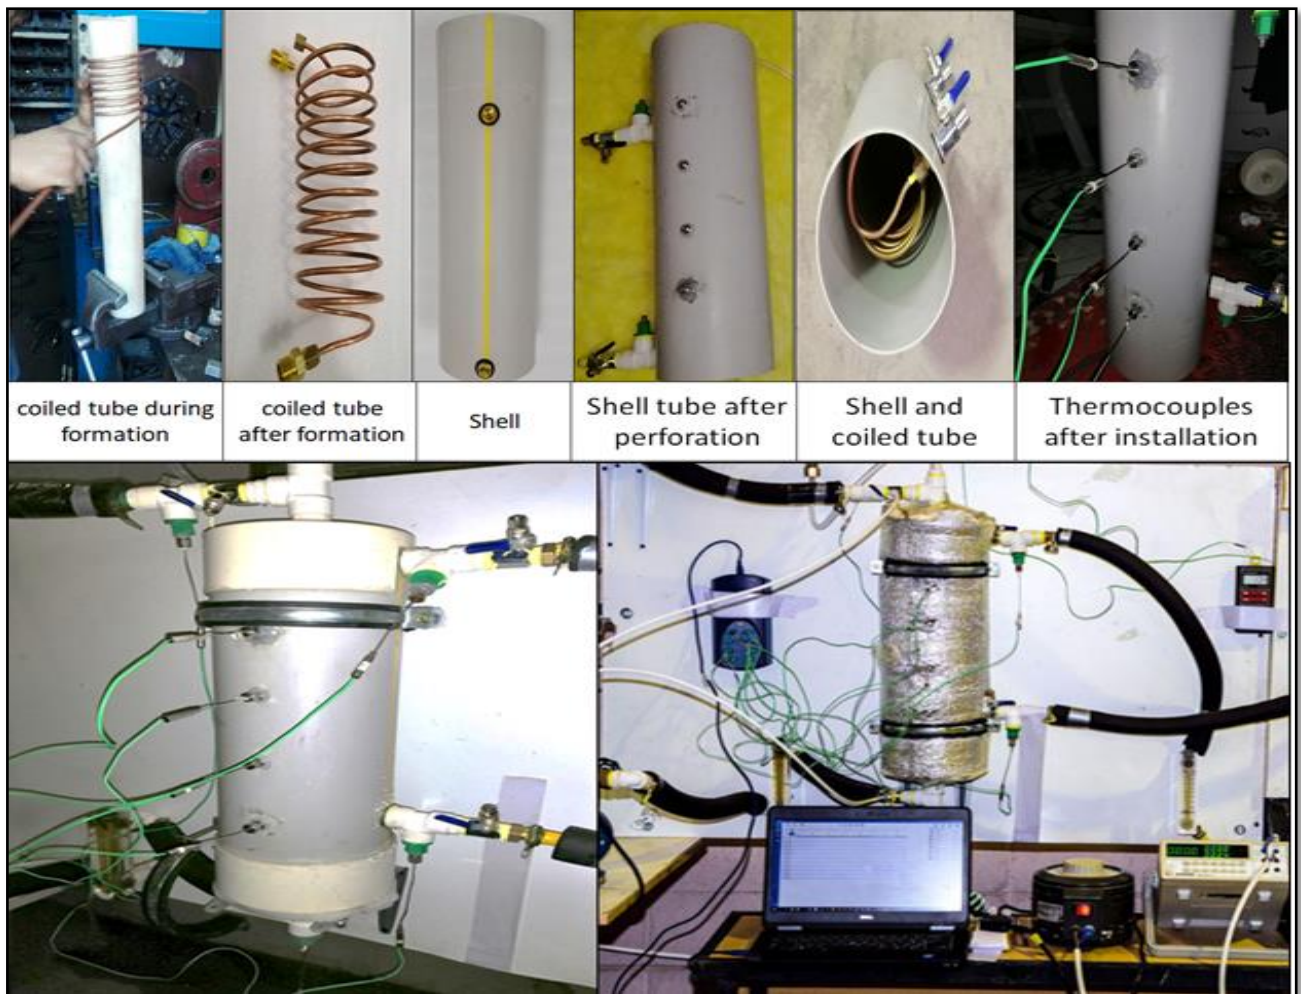 coiled tube during
formation
coiled tube
after formation
Shell
Shell tube after
perforation
Shell and
coiled tube
Thermocouples
after installation